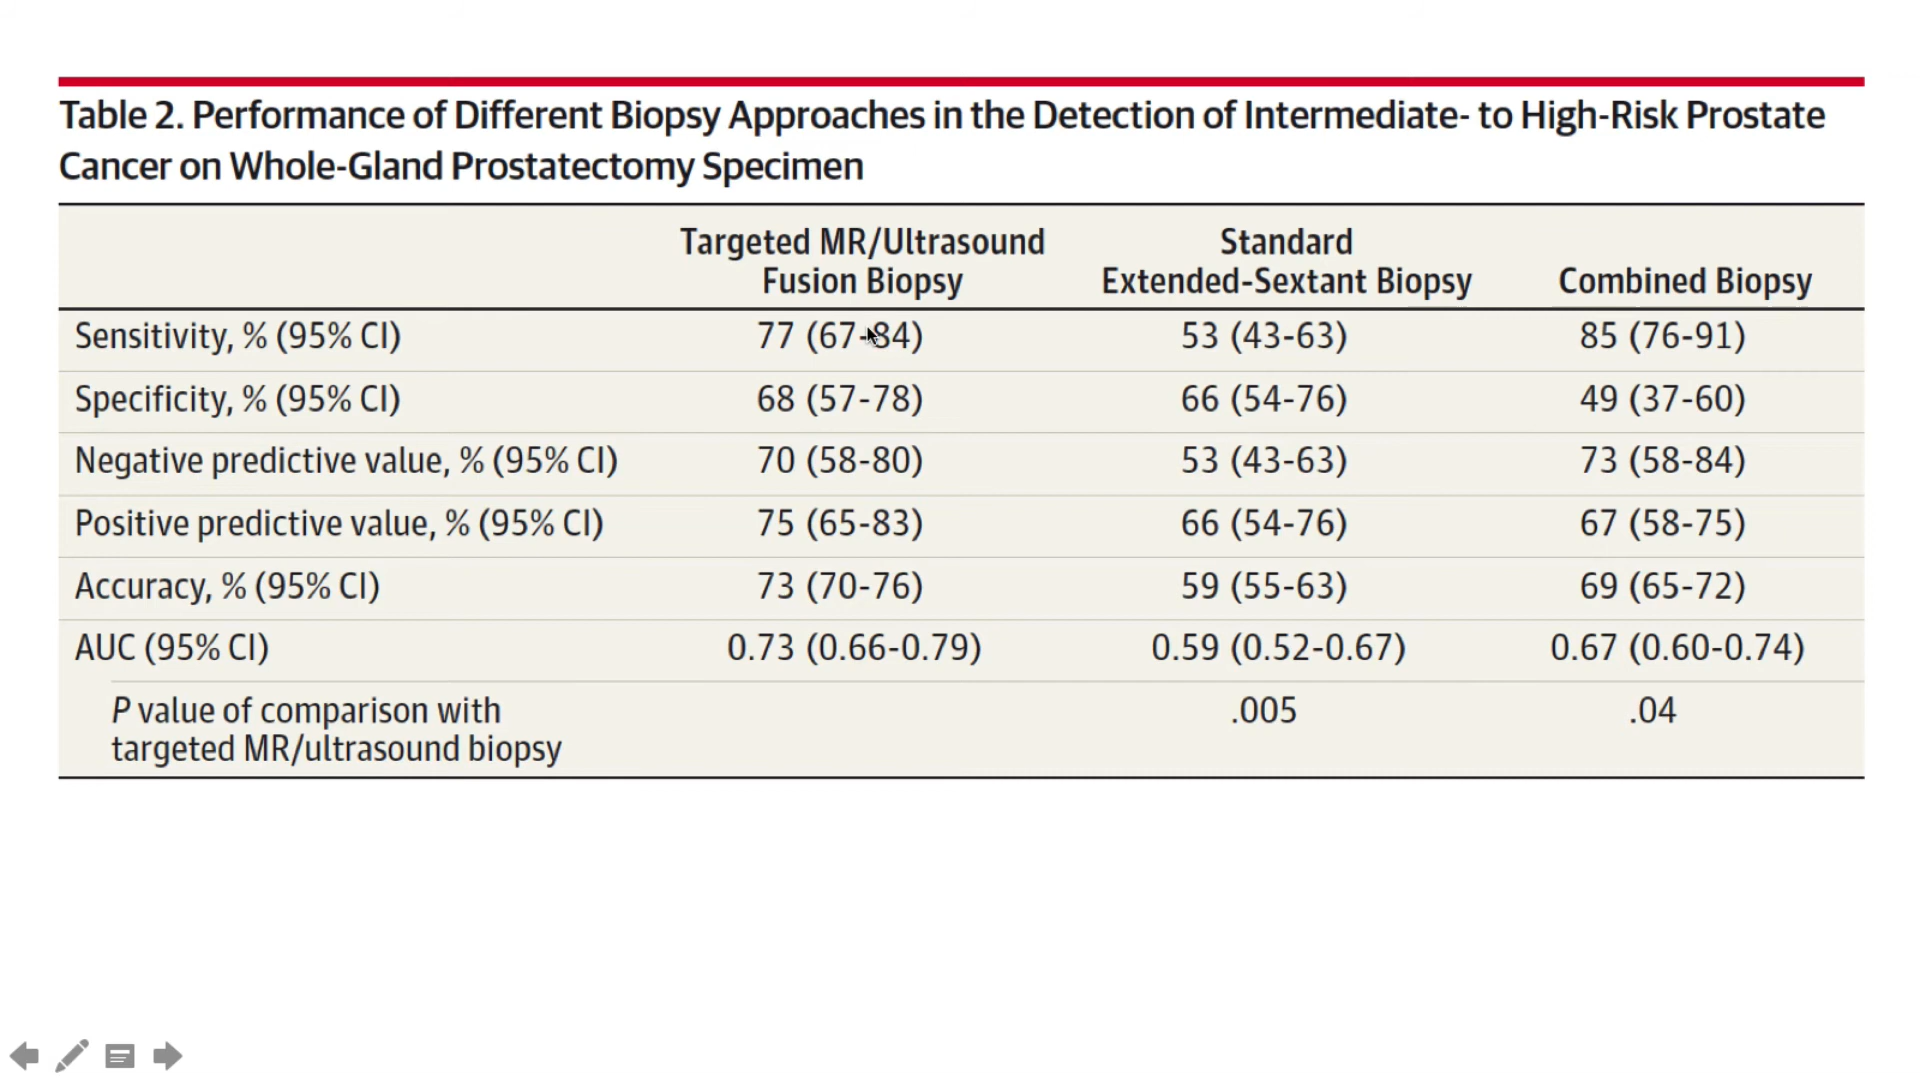 Table 2. Performance of Different Biopsy Approaches in the Detection of Intermediate- to High-Risk Prostate
Cancer on Whole-Gland Prostatectomy Specimen
Targeted MR/Ultrasound Fusion Biopsy
Standard Extended-Sextant Biopsy
Combined Biopsy
Sensitivity, % (95% CI) 77 (67-84) 53 (43-63) 85 (76-91)
Specificity, % (95% CI) 68 (57-78) 66 (54-76) 49 (37-60)
Negative predictive value, % (95% CI) 70 (58-80) 53 (43-63) 73 (58-84)
Positive predictive value, % (95% CI) 75 (65-83) 66 (54-76) 67 (58-75)
Accuracy, % (95% CI) 73 (70-76) 59 (55-63) 69 (65-72)
AUC (95% CI) 0.73 (0.66-0.79) 0.59 (0.52-0.67) 0.67 (0.60-0.74)
P value of comparison with .005 .04
targeted MR/ultrasound biopsy